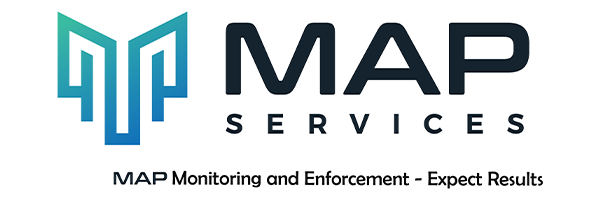 MAP
SERVICES
MAP Monitoring and Enforcement - Expect Results